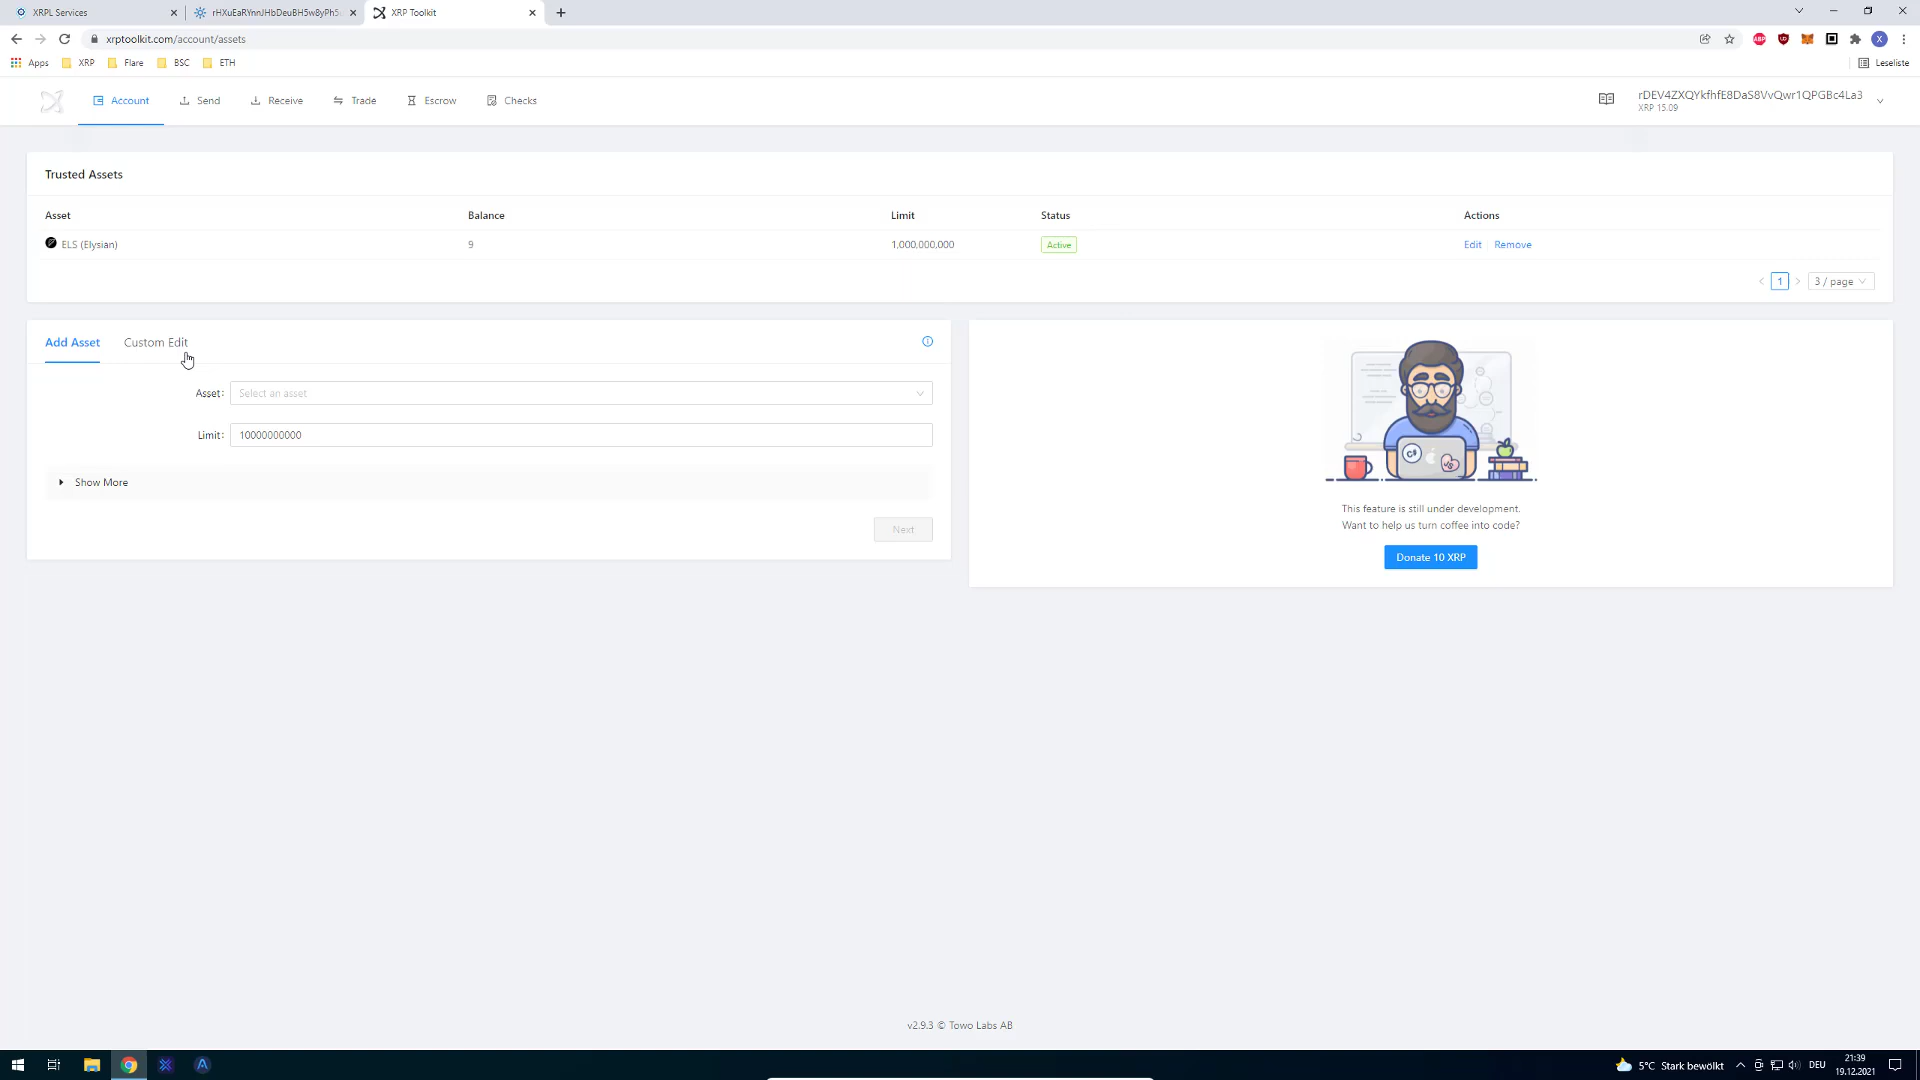 XRPL Services
rHXuEaRYnnJHbDeuBH5w8yPh5
XRP Toolkit
xrptoolkit.com/account/assets
Apps
XRP
Flare
BSC
ETH
Leseliste
Account
Send
Receive
Trade
Escrow
Checks
rDEV4ZXQYkfhfE8DaS8VvQwr1QPGBc4La3
XRP 15.09
Trusted Assets
Asset Balance Limit Status Actions
ELS (Elysian) 9 1,000,000,000 Active Edit Remove
1 3 / page
Add Asset Custom Edit
Asset: Select an asset
Limit: 10000000000
Show More
Next
This feature is still under development.
Want to help us turn coffee into code?
Donate 10 XRP
v2.9.3 © Towo Labs AB
5°C Stark bewölkt
DEU
21:39
19.12.2021